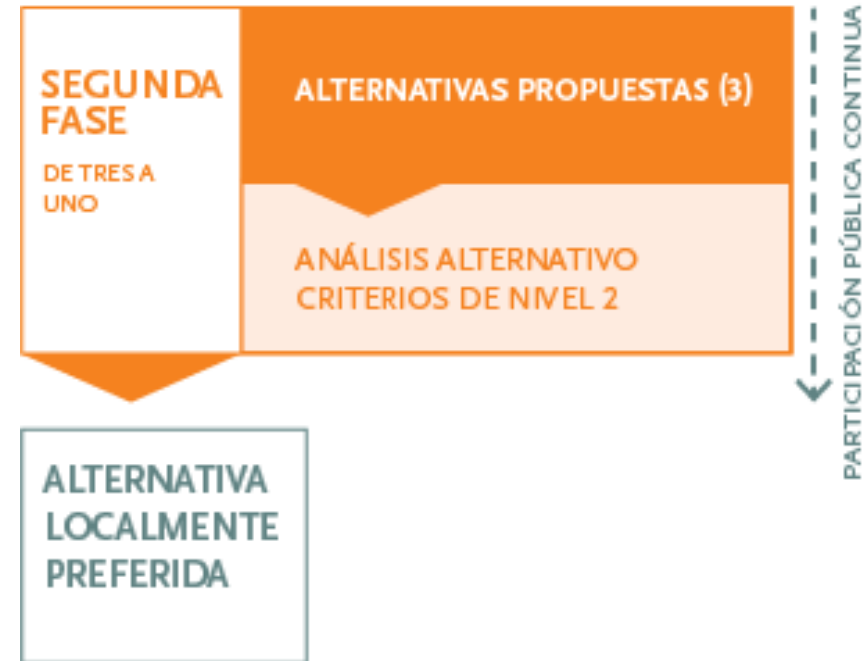 SEGUNDA
FASE
DE TRES A
UNO
ALTERNATIVAS PROPUESTAS (3)
ANÁLISIS ALTERNATIVO
CRITERIOS DE NIVEL 2
ALTERNATIVA
LOCALMENTE
PREFERIDA
PARTICIPACIÓN PÚBLICA CONTINUA